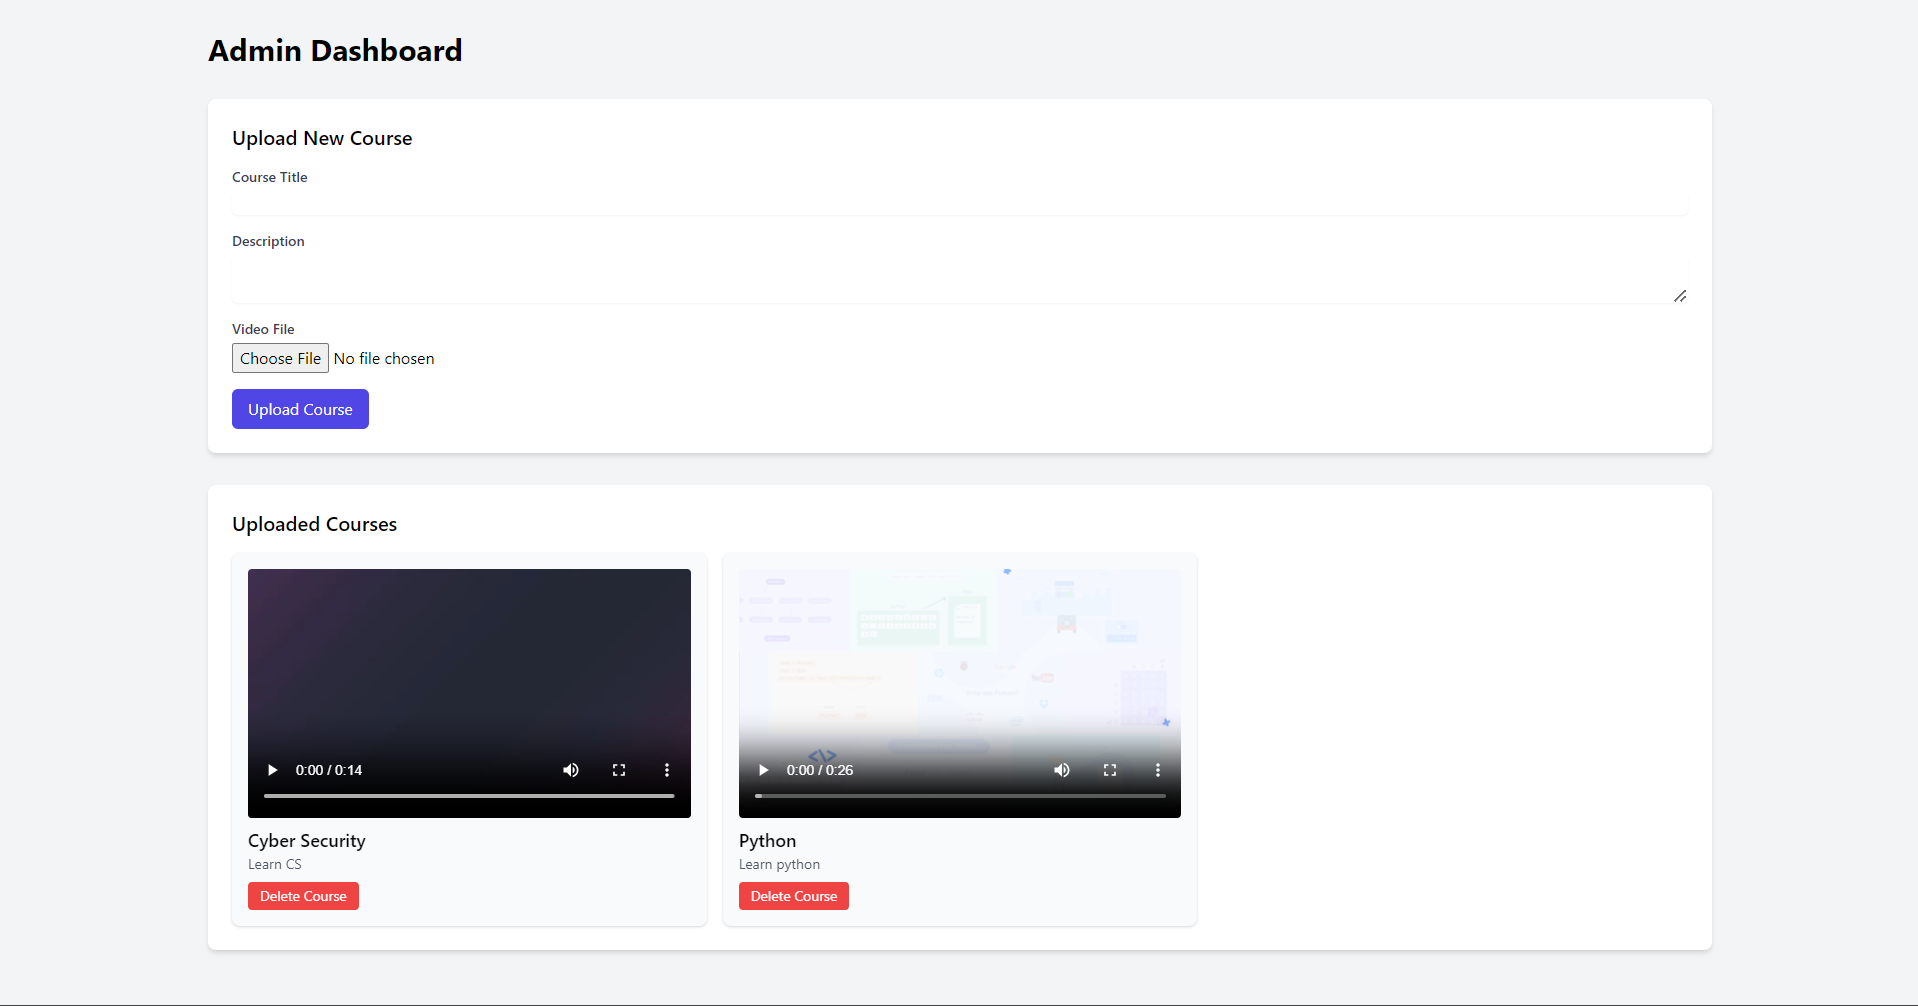 Admin Dashboard
Upload New Course
Course Title
Description
Video File
Choose File No file chosen
Upload Course
Uploaded Courses
0:00 / 0:14
Cyber Security
Learn CS
Delete Course
0:00 / 0:26
Python
Learn python
Delete Course